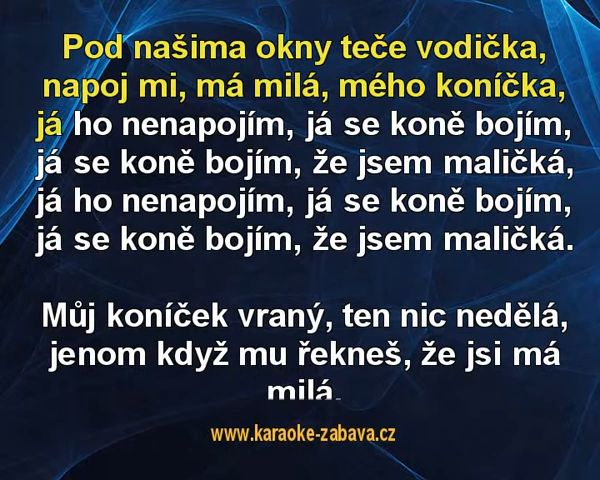 Pod našima okny teče vodička,
napoj mi, má milá, mého koníčka,
já ho nenapojím, já se koně bojím,
já se koně bojím, že jsem maličká,
já ho nenapojím, já se koně bojím,
já se koně bojím, že jsem maličká.
Můj koníček vraný, ten nic nedělá,
jenom když mu řekneš, že jsi má
milá
www.karaoke-zabava.cz